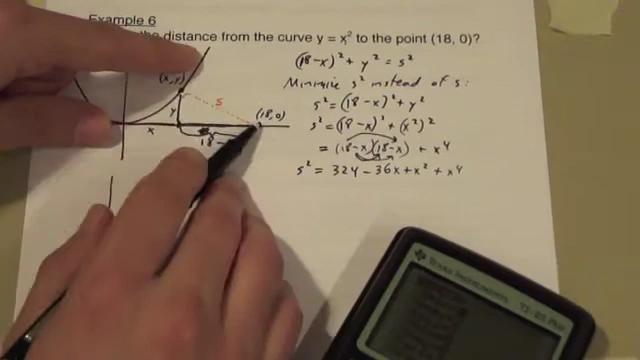 Example 6
the distance from the curve y = x² to the point (18, 0)?
(18-x)² + y² = s²
Minimize s² instead of s:
s² = (18-x)² + y²
s² = (18-x)² + (x²)²
= (18-x)(18-x) + x⁴
s² = 324 - 36x + x² + x⁴
(x, y)
s
y
(18, 0)
x
18 -
Texas Instruments